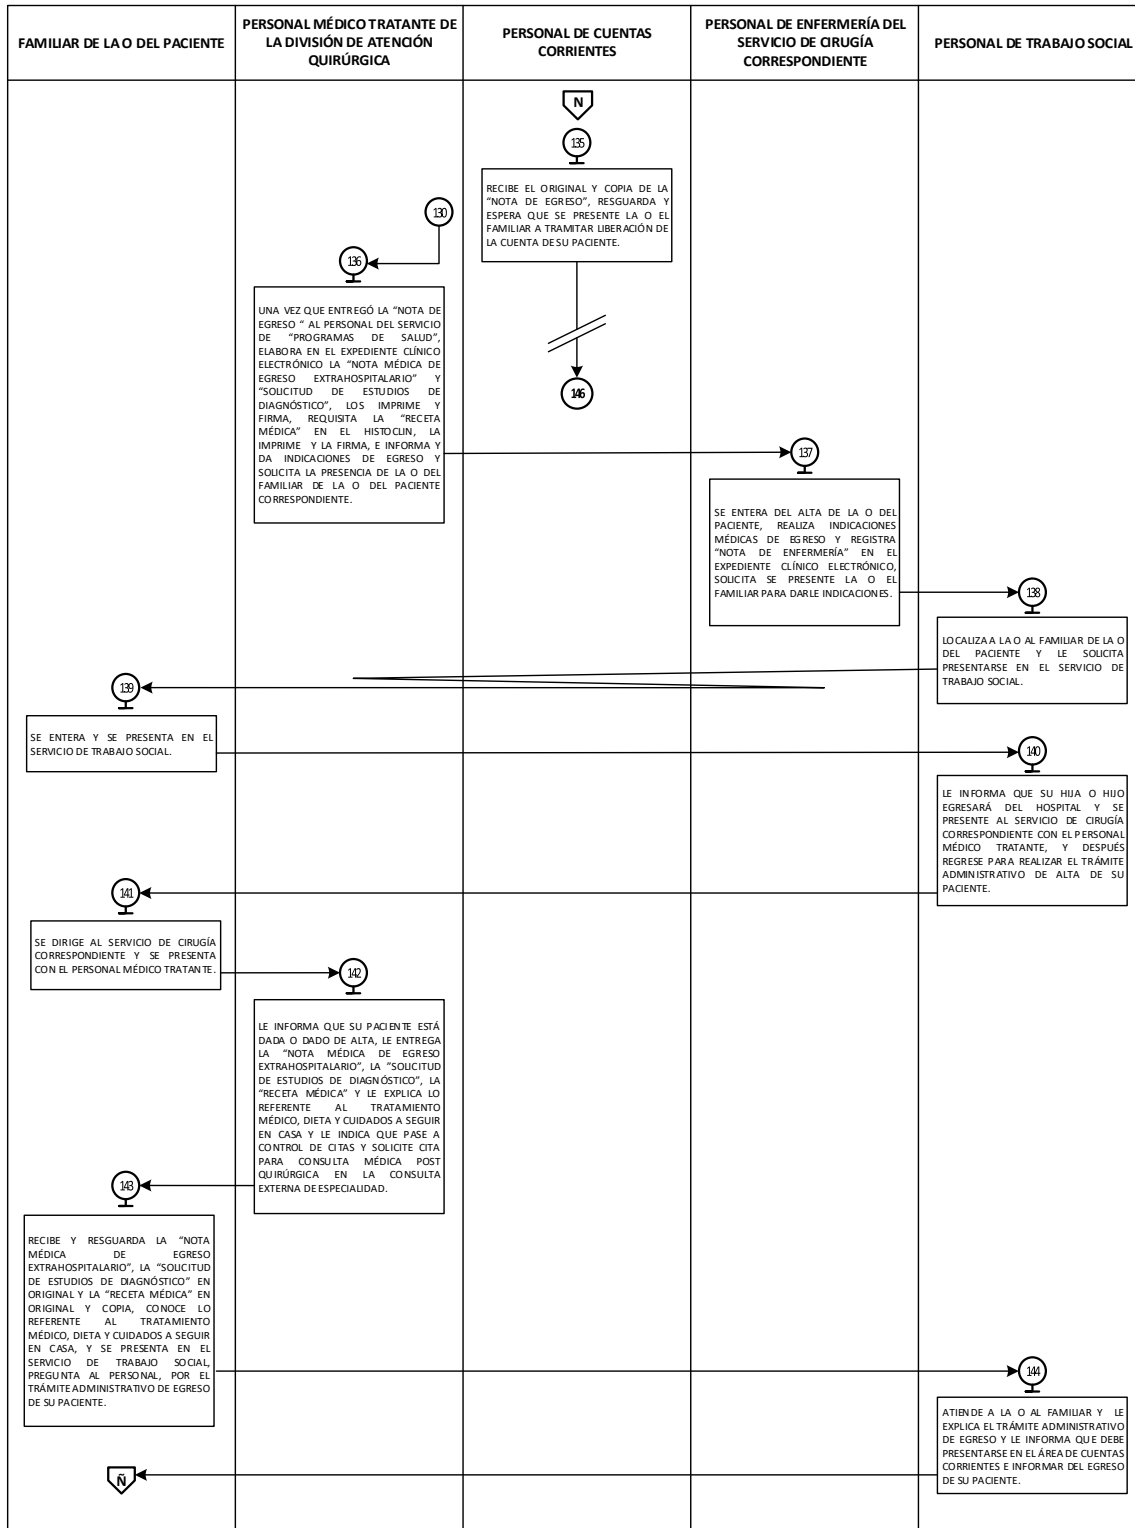 FAMILIAR DE LA O DEL PACIENTE
PERSONAL MÉDICO TRATANTE DE
LA DIVISIÓN DE ATENCIÓN
QUIRÚRGICA
PERSONAL DE CUENTAS
CORRIENTES
PERSONAL DE ENFERMERÍA DEL
SERVICIO DE CIRUGÍA
CORRESPONDIENTE
PERSONAL DE TRABAJO SOCIAL
N
135
RECIBE EL ORIGINAL Y COPIA DE LA
“NOTA DE EGRESO”, RESGUARDA Y
ESPERA QUE SE PRESENTE LA O EL
FAMILIAR A TRAMITAR LIBERACIÓN DE
LA CUENTA DE SU PACIENTE.
130
136
UNA VEZ QUE ENTREGÓ LA “NOTA DE
EGRESO “ AL PERSONAL DEL SERVICIO
DE “PROGRAMAS DE SALUD”,
ELABORA EN EL EXPEDIENTE CLÍNICO
ELECTRÓNICO LA “NOTA MÉDICA DE
EGRESO EXTRAHOSPITALARIO” Y
“SOLICITUD DE ESTUDIOS DE
DIAGNÓSTICO”, LOS IMPRIME Y
FIRMA, REQUISITA LA “RECETA
MÉDICA” EN EL HISTOCLIN, LA
IMPRIME Y LA FIRMA, E INFORMA Y
DA INDICACIONES DE EGRESO Y
SOLICITA LA PRESENCIA DE LA O DEL
FAMILIAR DE LA O DEL PACIENTE
CORRESPONDIENTE.
146
137
SE ENTERA DEL ALTA DE LA O DEL
PACIENTE, REALIZA INDICACIONES
MÉDICAS DE EGRESO Y REGISTRA
“NOTA DE ENFERMERÍA” EN EL
EXPEDIENTE CLÍNICO ELECTRÓNICO,
SOLICITA SE PRESENTE LA O EL
FAMILIAR PARA DARLE INDICACIONES.
138
LOCALIZA A LA O AL FAMILIAR DE LA O
DEL PACIENTE Y LE SOLICITA
PRESENTARSE EN EL SERVICIO DE
TRABAJO SOCIAL.
139
SE ENTERA Y SE PRESENTA EN EL
SERVICIO DE TRABAJO SOCIAL.
140
LE INFORMA QUE SU HIJA O HIJO
EGRESARÁ DEL HOSPITAL Y SE
PRESENTE AL SERVICIO DE CIRUGÍA
CORRESPONDIENTE CON EL PERSONAL
MÉDICO TRATANTE, Y DESPUÉS
REGRESE PARA REALIZAR EL TRÁMITE
ADMINISTRATIVO DE ALTA DE SU
PACIENTE.
141
SE DIRIGE AL SERVICIO DE CIRUGÍA
CORRESPONDIENTE Y SE PRESENTA
CON EL PERSONAL MÉDICO TRATANTE.
142
LE INFORMA QUE SU PACIENTE ESTÁ
DADA O DADO DE ALTA, LE ENTREGA
LA “NOTA MÉDICA DE EGRESO
EXTRAHOSPITALARIO”, LA “SOLICITUD
DE ESTUDIOS DE DIAGNÓSTICO”, LA
“RECETA MÉDICA” Y LE EXPLICA LO
REFERENTE AL TRATAMIENTO
MÉDICO, DIETA Y CUIDADOS A SEGUIR
EN CASA Y LE INDICA QUE PASE A
CONTROL DE CITAS Y SOLICITE CITA
PARA CONSULTA MÉDICA POST
QUIRÚRGICA EN LA CONSULTA
EXTERNA DE ESPECIALIDAD.
143
RECIBE Y RESGUARDA LA “NOTA
MÉDICA DE EGRESO
EXTRAHOSPITALARIO”, LA “SOLICITUD
DE ESTUDIOS DE DIAGNÓSTICO” EN
ORIGINAL Y LA “RECETA MÉDICA” EN
ORIGINAL Y COPIA, CONOCE LO
REFERENTE AL TRATAMIENTO
MÉDICO, DIETA Y CUIDADOS A SEGUIR
EN CASA, Y SE PRESENTA EN EL
SERVICIO DE TRABAJO SOCIAL,
PREGUNTA AL PERSONAL, POR EL
TRÁMITE ADMINISTRATIVO DE EGRESO
DE SU PACIENTE.
144
ATIENDE A LA O AL FAMILIAR Y LE
EXPLICA EL TRÁMITE ADMINISTRATIVO
DE EGRESO Y LE INFORMA QUE DEBE
PRESENTARSE EN EL ÁREA DE CUENTAS
CORRIENTES E INFORMAR DEL EGRESO
DE SU PACIENTE.
Ñ